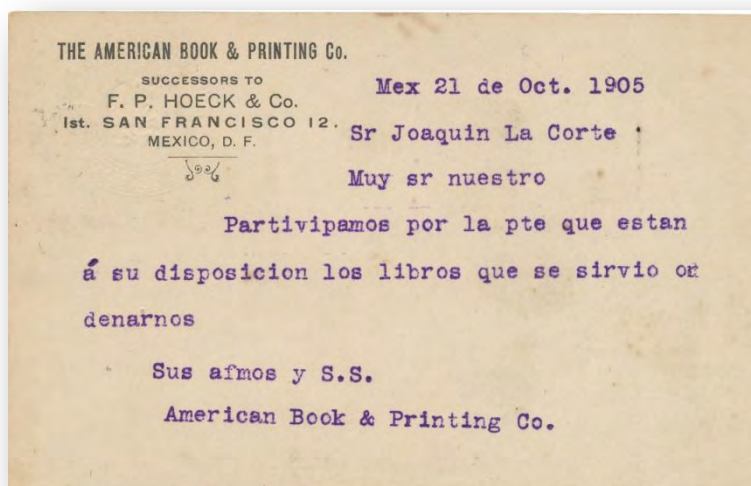 THE AMERICAN BOOK & PRINTING Co.
SUCCESSORS TO
F. P. HOECK & Co.
1st. SAN FRANCISCO 12.
MEXICO, D. F.
Mex 21 de Oct. 1905
Sr Joaquin La Corte
Muy sr nuestro
Partivipamos por la pte que estan
á su disposicion los libros que se sirvio or
denarnos
Sus afmos y S.S.
American Book & Printing Co.